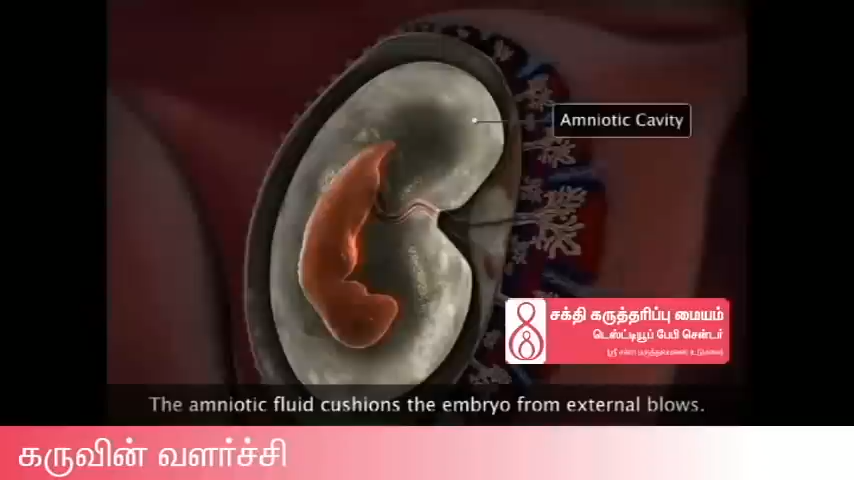 Amniotic Cavity
சக்தி கருத்தரிப்பு மையம்
டெஸ்ட்டியூப் பேபி சென்டர்
The amniotic fluid cushions the embryo from external blows.
கருவின் வளர்ச்சி